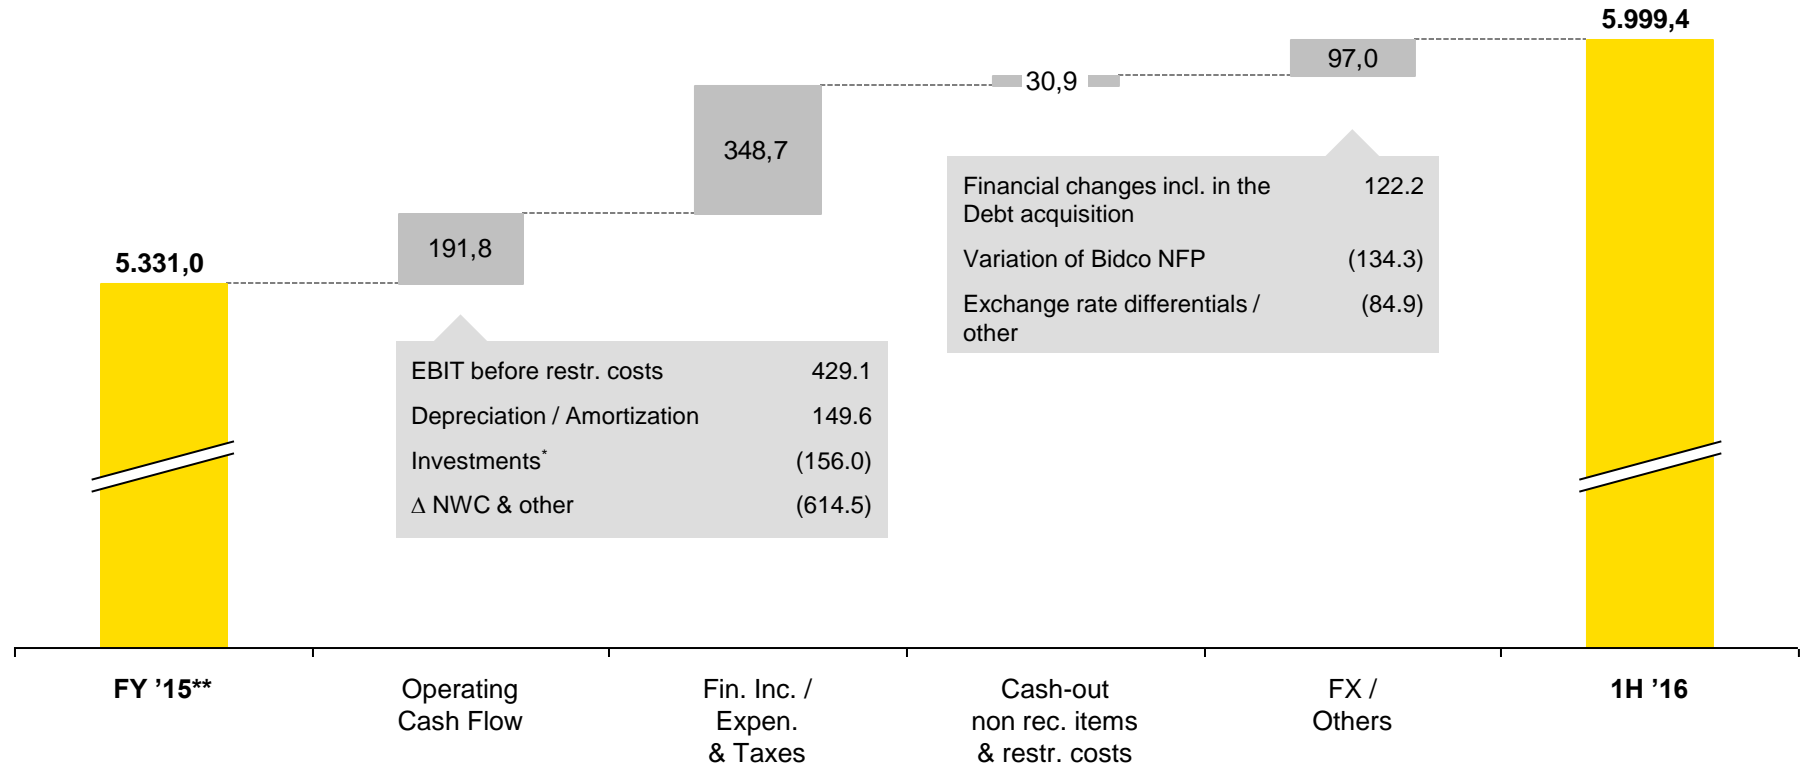 5.999,4
97,0
30,9
348,7
Financial changes incl. in the 122.2
Debt acquisition
Variation of Bidco NFP (134.3)
Exchange rate differentials / (84.9)
other
191,8
5.331,0
EBIT before restr. costs 429.1
Depreciation / Amortization 149.6
Investments* (156.0)
Δ NWC & other (614.5)
FY ’15**
Operating
Cash Flow
Fin. Inc. /
Expen.
& Taxes
Cash-out
non rec. items
& restr. costs
FX /
Others
1H ’16